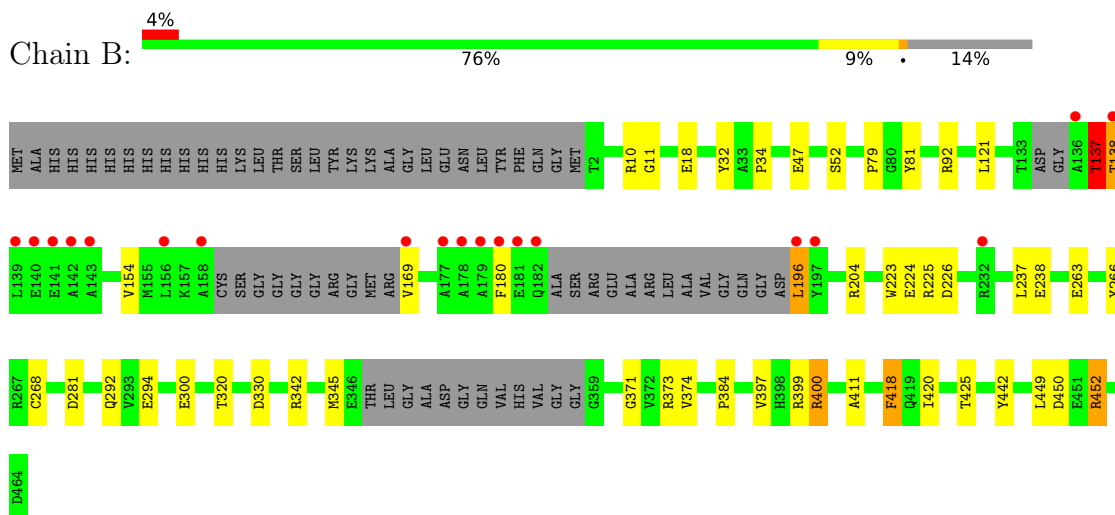 4%
Chain B:
76% 9% • 14%
MET ALA HIS HIS HIS HIS HIS HIS HIS HIS HIS HIS LYS LEU THR SER LEU TYR LYS LYS ALA GLY LEU GLU ASN LEU TYR PHE GLN GLY MET T2 R10 G11 E18 Y32 A33 P34 E47 S52 P79 G80 Y81 R92 L121 T133 ASP GLY A136 T137 T138
L139 E140 E141 A142 A143 V154 M155 L156 K157 A158 CYS SER GLY GLY GLY GLY ARG GLY MET ARG V169 A177 A178 A179 F180 E181 Q182 ALA SER ARG GLU ALA ARG LEU ALA VAL GLY GLN GLY ASP L196 Y197 R204 W223 E224 R225 D226 R232 L237 E238 E263 Y266
R267 C268 D281 Q292 V293 E294 E300 T320 D330 R342 M345 E346 THR LEU GLY ALA ASP GLY GLN VAL HIS VAL GLY GLY G359 G371 V372 R373 V374 P384 V397 H398 R399 R400 A411 F418 Q419 I420 T425 Y442 L449 D450 E451 R452
D464